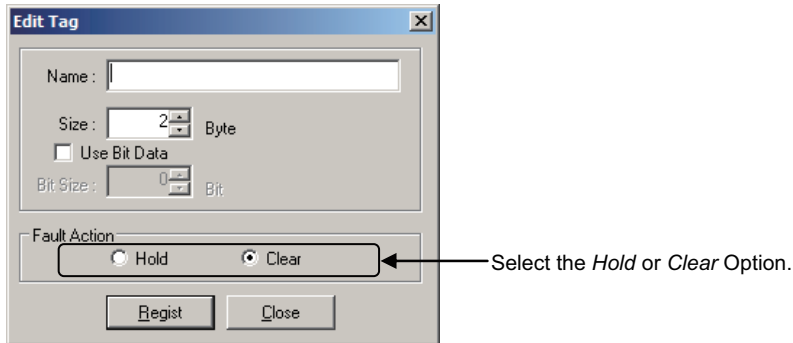 Edit Tag
Name :
Size : 2 Byte
Use Bit Data
Bit Size : 0 Bit
Fault Action
Hold Clear
Select the Hold or Clear Option.
Regist Close